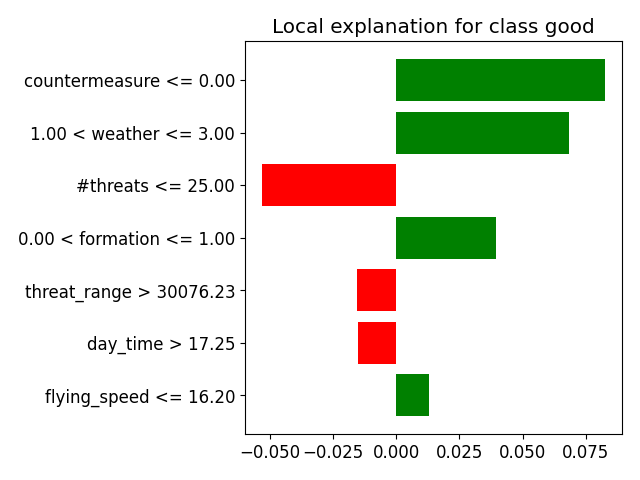 Local explanation for class good
countermeasure <= 0.00
1.00 < weather <= 3.00
#threats <= 25.00
0.00 < formation <= 1.00
threat_range > 30076.23
day_time > 17.25
flying_speed <= 16.20
−0.050 −0.025 0.000 0.025 0.050 0.075